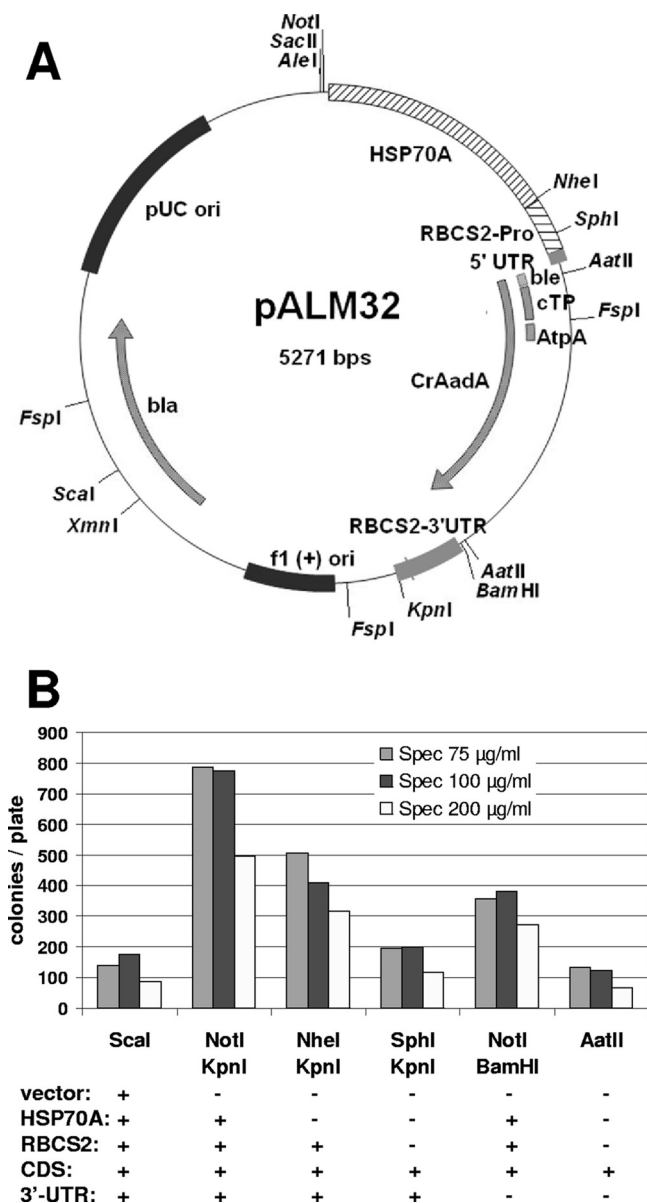 A
NotI
SacII
AleI
HSP70A
NheI
pUC ori
SphI
RBCS2-Pro
5' UTR
AatII
ble
pALM32
cTP
FspI
5271 bps
AtpA
CrAadA
bla
FspI
ScaI
RBCS2-3'UTR
XmnI
f1 (+) ori
AatII
BamHI
KpnI
FspI
B
900
800
700
600
500
400
300
200
100
0
colonies / plate
Spec 75 µg/ml
Spec 100 µg/ml
Spec 200 µg/ml
ScaI NotI NheI SphI NotI AatII
KpnI KpnI KpnI BamHI
vector: + - - - - -
HSP70A: + + - - + -
RBCS2: + + + - + -
CDS: + + + + + +
3'-UTR: + + + + - -